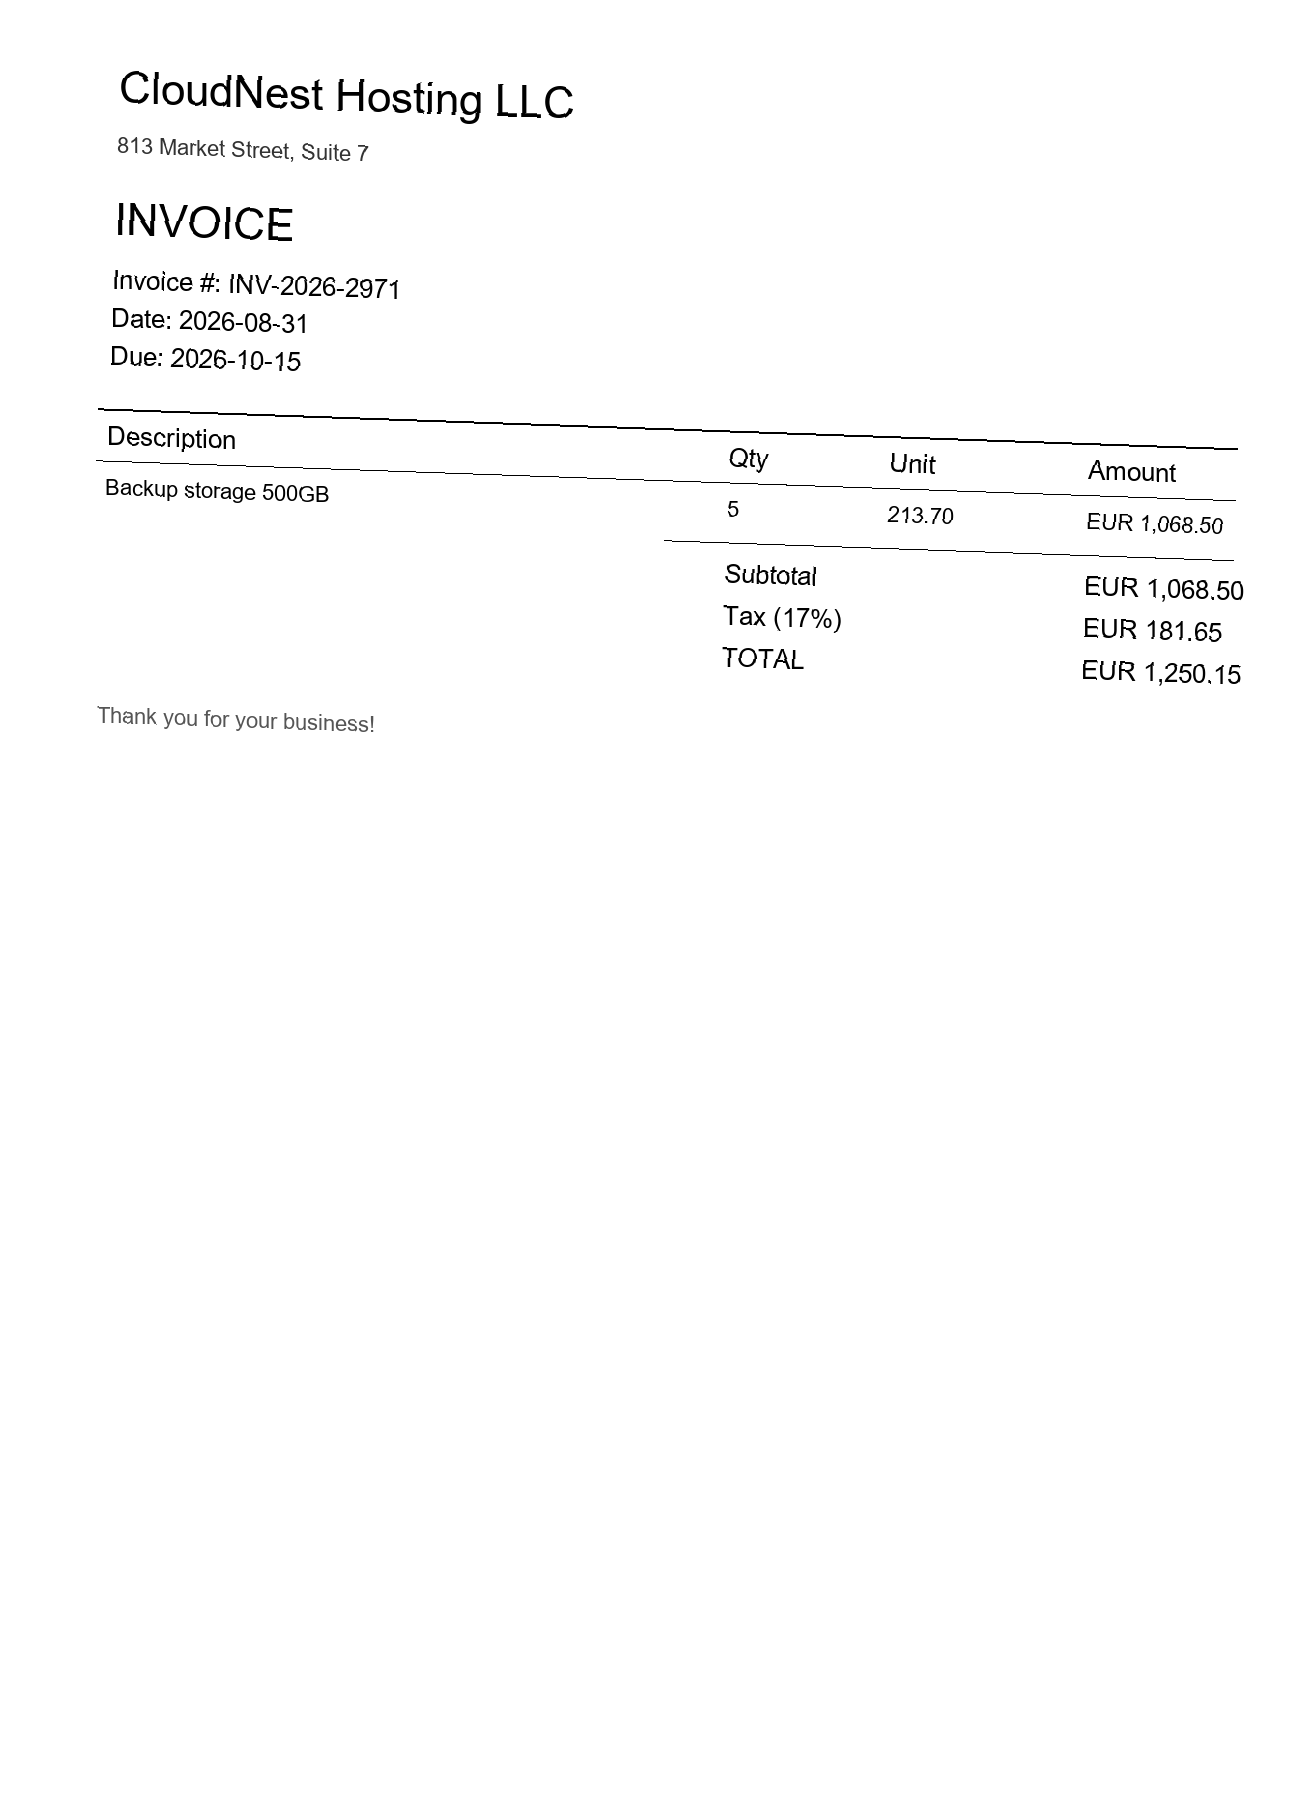 CloudNest Hosting LLC
813 Market Street, Suite 7
INVOICE
Invoice #: INV-2026-2971
Date: 2026-08-31
Due: 2026-10-15
Description Qty Unit Amount
Backup storage 500GB 5 213.70 EUR 1,068.50
Subtotal EUR 1,068.50
Tax (17%) EUR 181.65
TOTAL EUR 1,250.15
Thank you for your business!